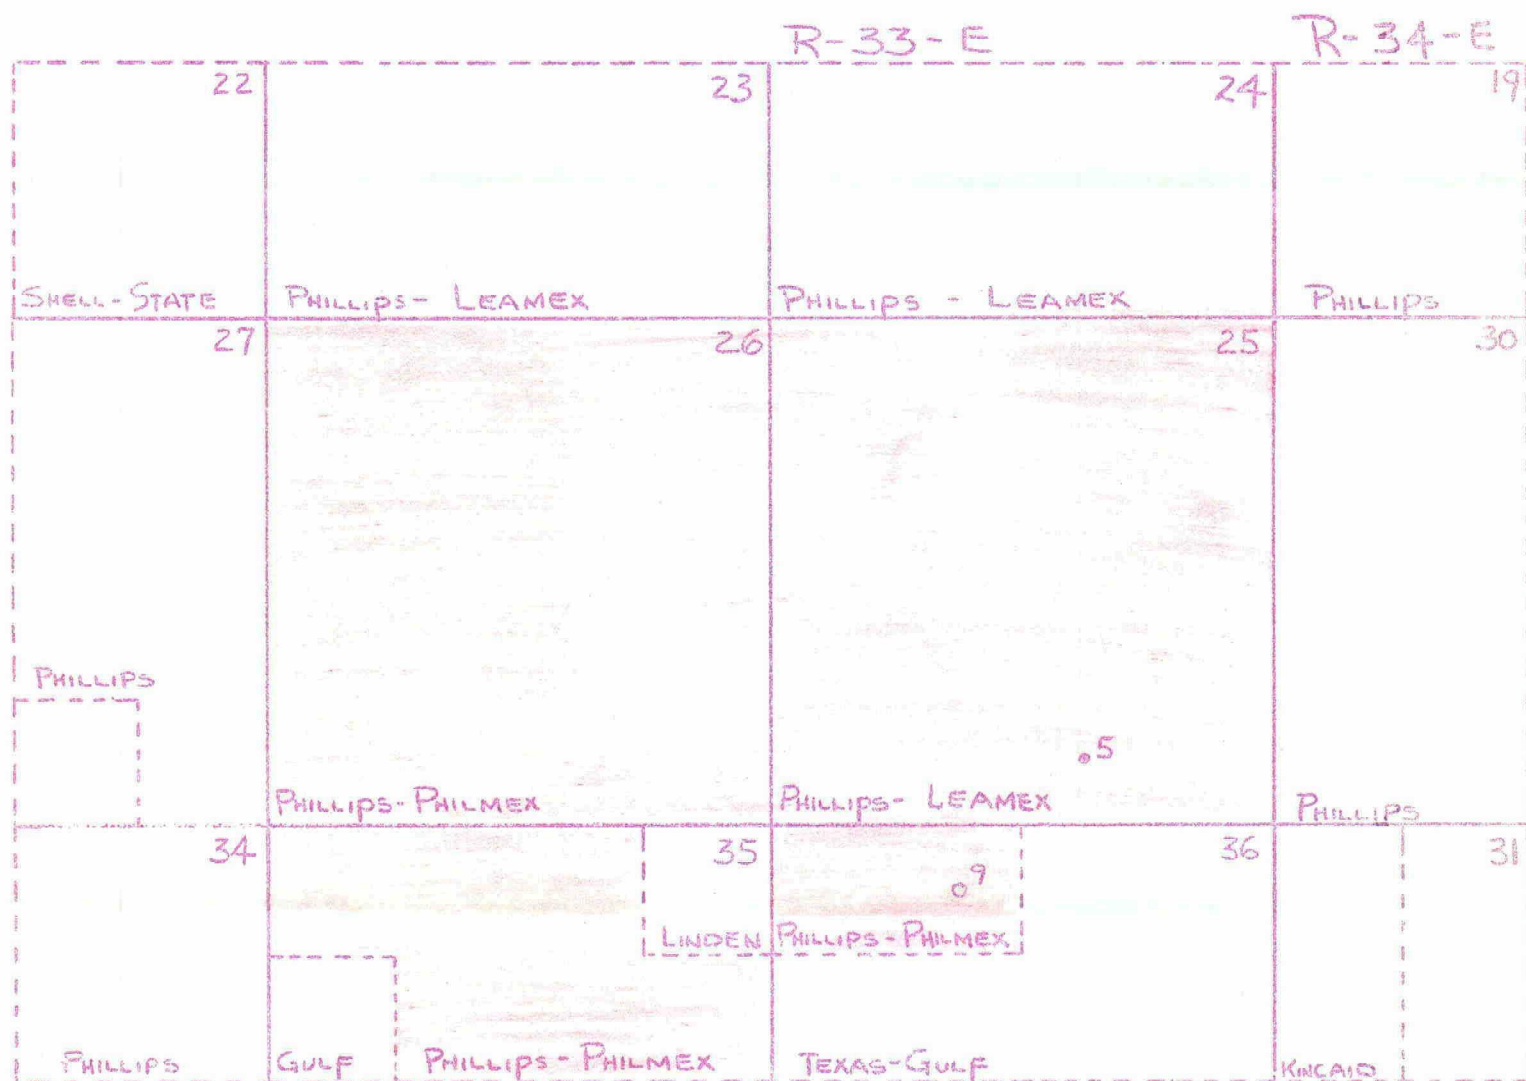 R-33-E R-34-E
22 23 24 19
SHELL-STATE PHILLIPS- LEAMEX PHILLIPS - LEAMEX PHILLIPS
27 26 25 30
PHILLIPS
5
PHILLIPS-PHILMEX PHILLIPS- LEAMEX PHILLIPS
34 35 36 31
9
LINDEN PHILLIPS-PHILMEX
PHILLIPS GULF PHILLIPS-PHILMEX TEXAS-GULF KINCAID